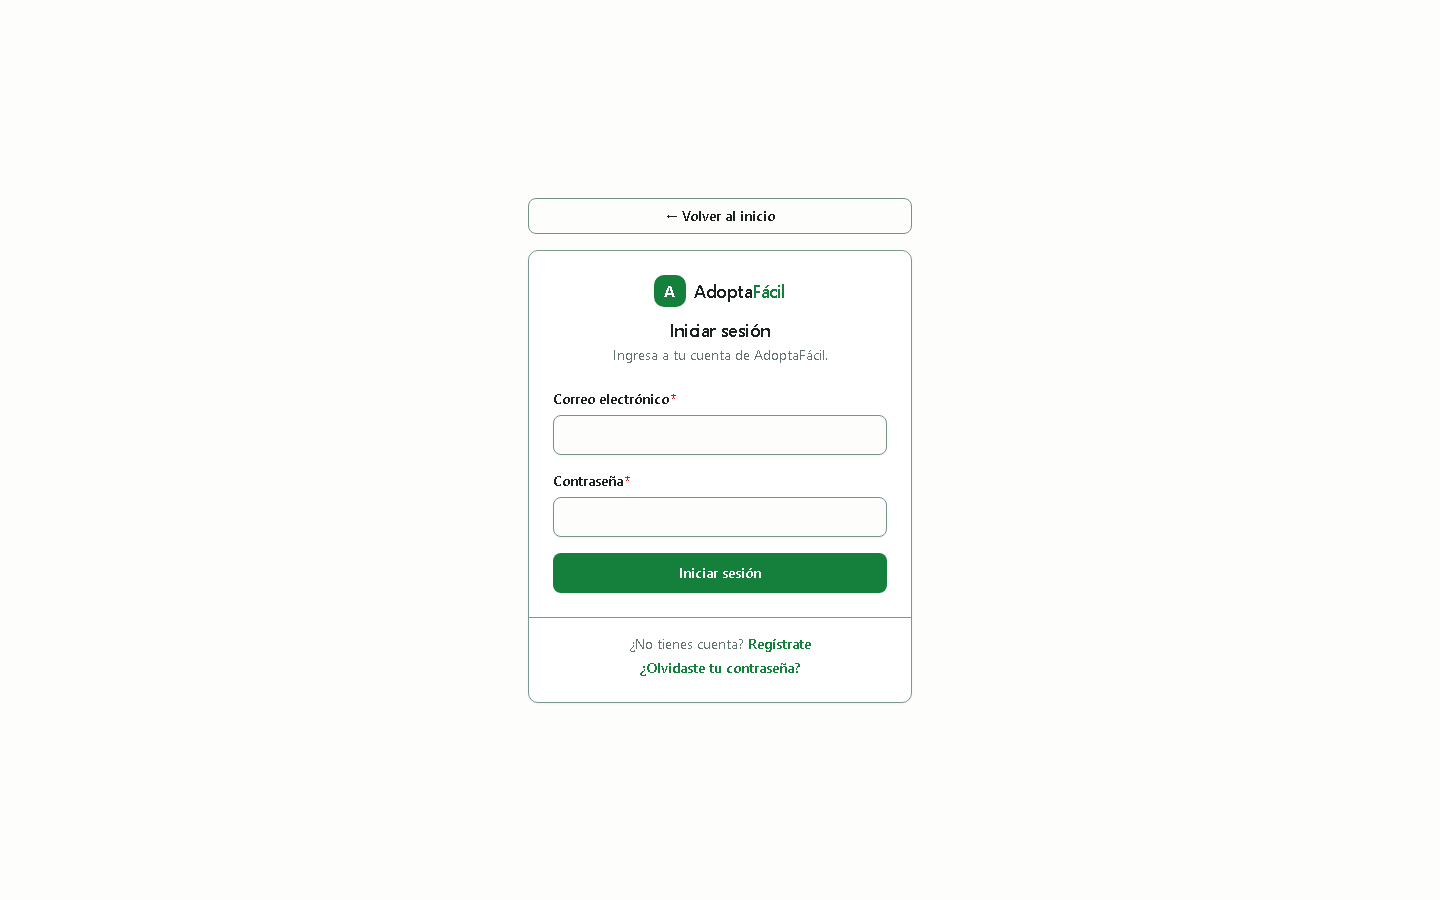 ← Volver al inicio
A AdoptaFácil
Iniciar sesión
Ingresa a tu cuenta de AdoptaFácil.
Correo electrónico*
Contraseña*
Iniciar sesión
¿No tienes cuenta? Regístrate
¿Olvidaste tu contraseña?